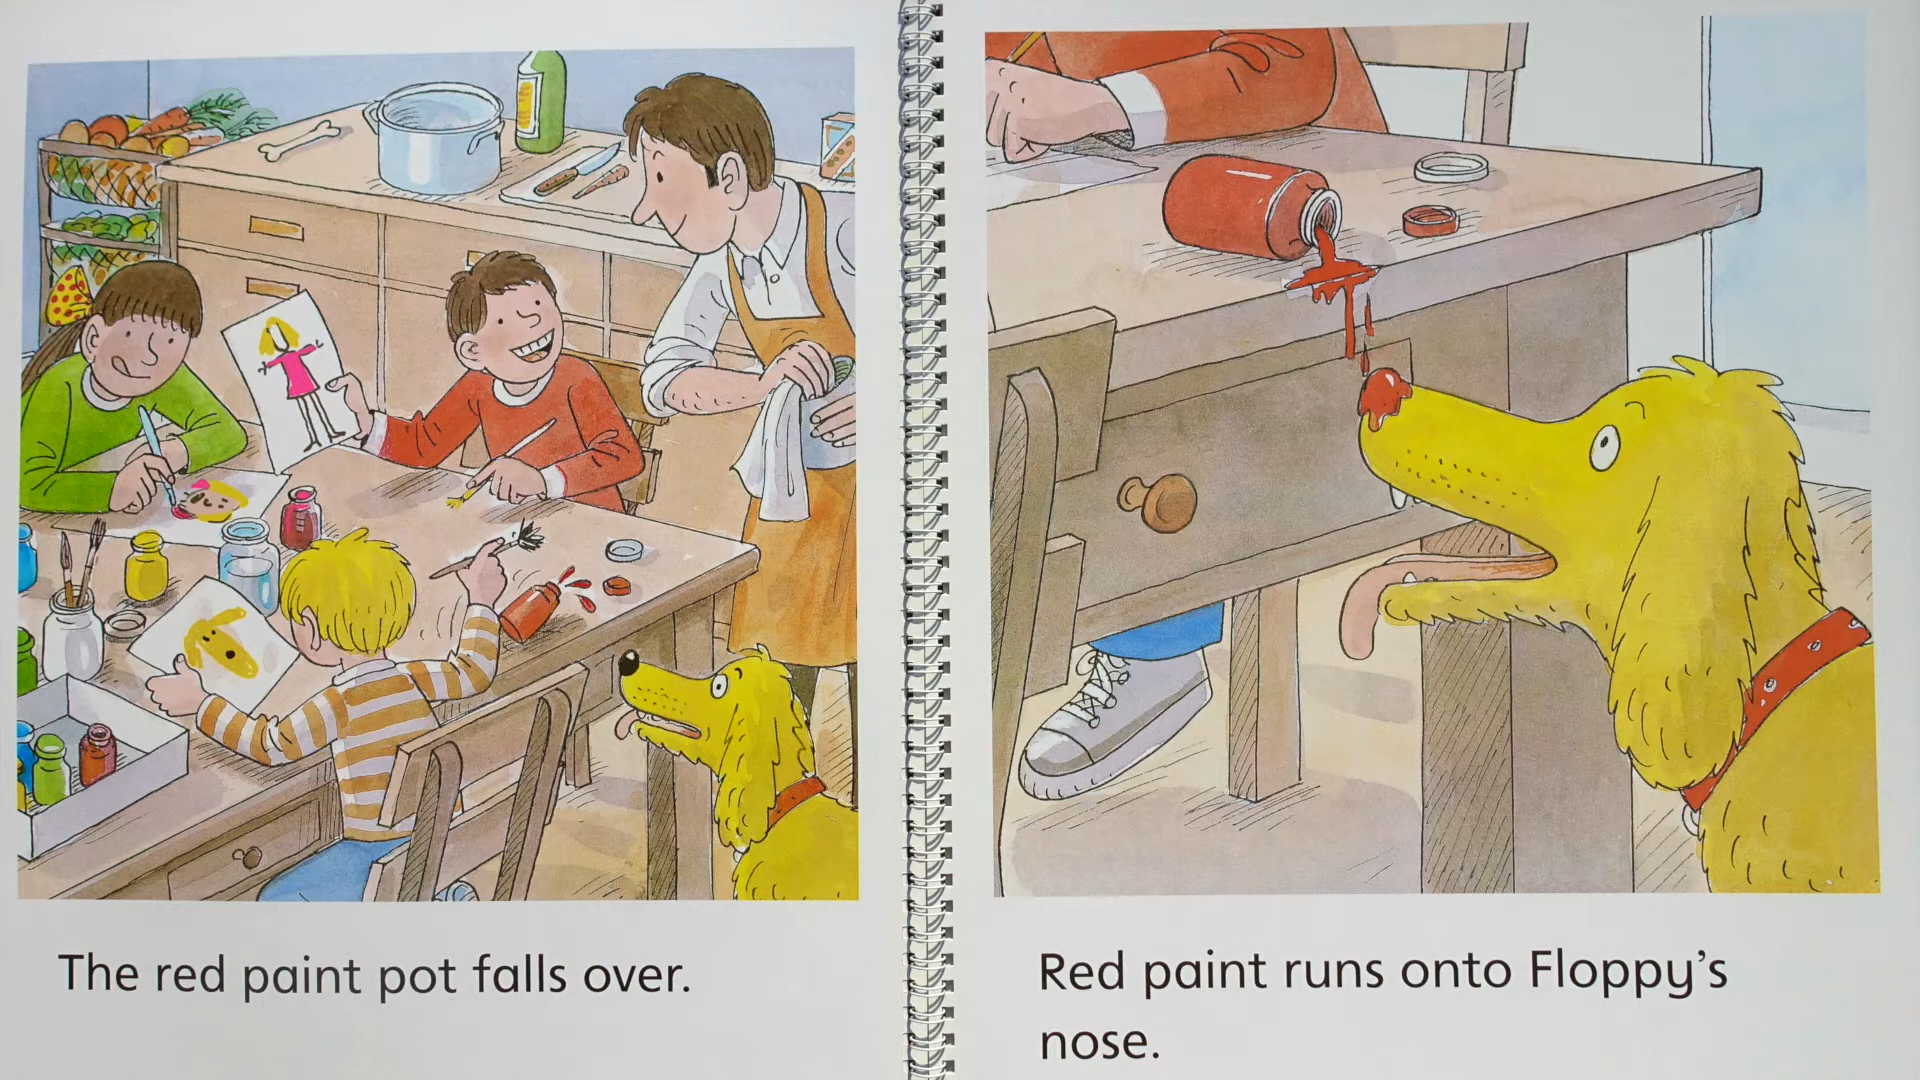 The red paint pot falls over.
Red paint runs onto Floppy's
nose.